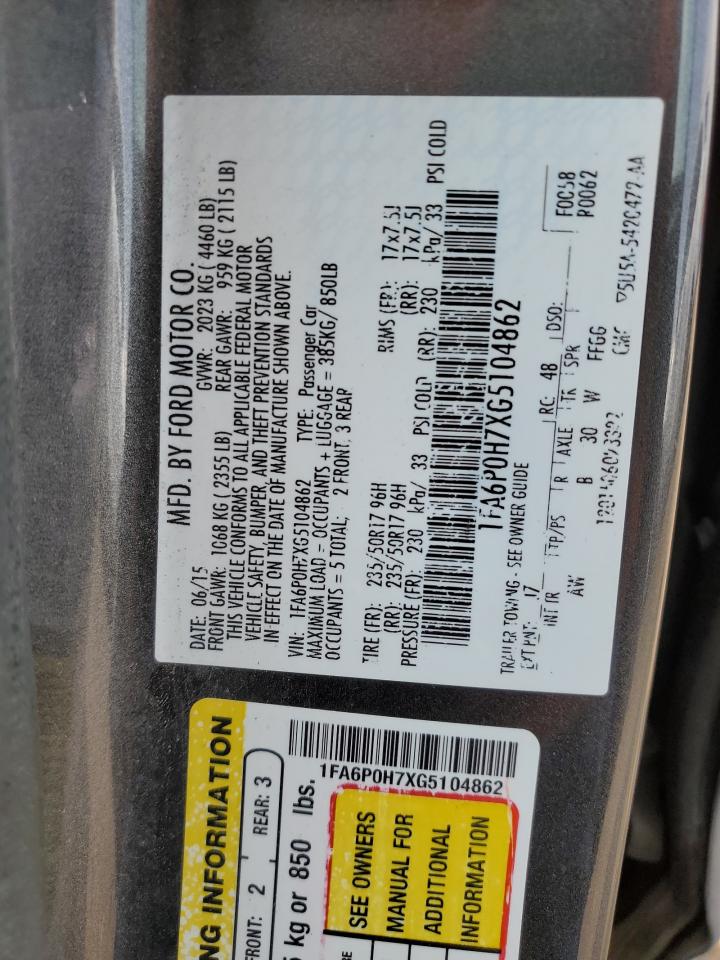 MFD. BY FORD MOTOR CO.
DATE: 06/15 GVWR: 2023 KG ( 4460 LB)
FRONT GAWR: 1068 KG ( 2355 LB) REAR GAWR: 959 KG ( 2115 LB)
THIS VEHICLE CONFORMS TO ALL APPLICABLE FEDERAL MOTOR
VEHICLE SAFETY, BUMPER, AND THEFT PREVENTION STANDARDS
IN EFFECT ON THE DATE OF MANUFACTURE SHOWN ABOVE.
VIN: 1FA6P0H7XG5104862 TYPE: Passenger Car
MAXIMUM LOAD = OCCUPANTS + LUGGAGE = 385KG/ 850LB
OCCUPANTS = 5 TOTAL; 2 FRONT, 3 REAR
TIRE (FR): 235/50R17 96H RIMS (FR): 17x7.5J
(RR): 235/50R17 96H (RR): 17x7.5J
PRESSURE (FR): 230 kPa/ 33 PSI COLD (RR): 230 kPa/ 33 PSI COLD
1FA6P0H7XG5104862
TRAILER TOWING - SEE OWNER GUIDE
EXT PNT: RC: 48 DSO: F0C58
R0062
INT TR TP/PS R AXLE TR SPR
AW B 30 W FFGG
NG INFORMATION
FRONT: 2 REAR: 3
kg or 850 lbs.
1FA6P0H7XG5104862
SEE OWNERS
MANUAL FOR
ADDITIONAL
INFORMATION